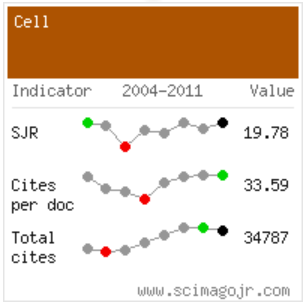 Cell
Indicator 2004-2011 Value
SJR 19.78
Cites
per doc 33.59
Total
cites 34787
www.scimagojr.com